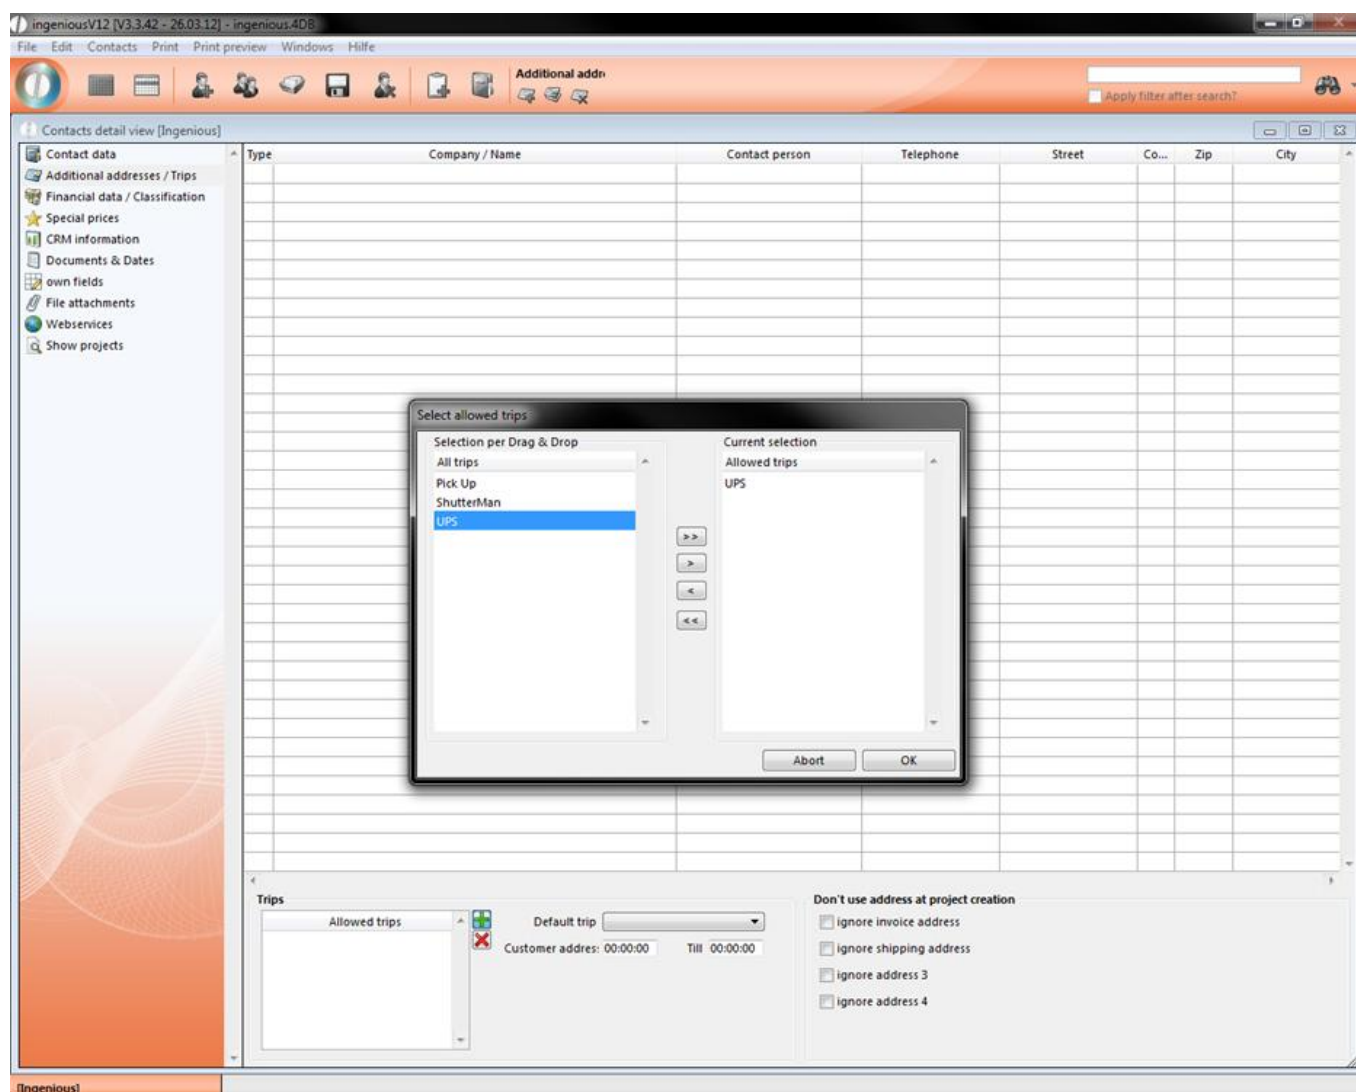 ingeniousV12 [V3.3.42 - 26.03.12] - ingenious.4DB
File Edit Contacts Print Print preview Windows Hilfe
Additional addr
Apply filter after search?
Contacts detail view [Ingenious]
Contact data
Additional addresses / Trips
Financial data / Classification
Special prices
CRM information
Documents & Dates
own fields
File attachments
Webservices
Show projects
Type Company / Name Contact person Telephone Street Co... Zip City
Select allowed trips
Selection per Drag & Drop
All trips
Pick Up
ShutterMan
UPS
>>
>
<
<<
Current selection
Allowed trips
UPS
Abort OK
Trips
Allowed trips
Default trip
Customer addres: 00:00:00 Till 00:00:00
Don't use address at project creation
ignore invoice address
ignore shipping address
ignore address 3
ignore address 4
[Ingenious]